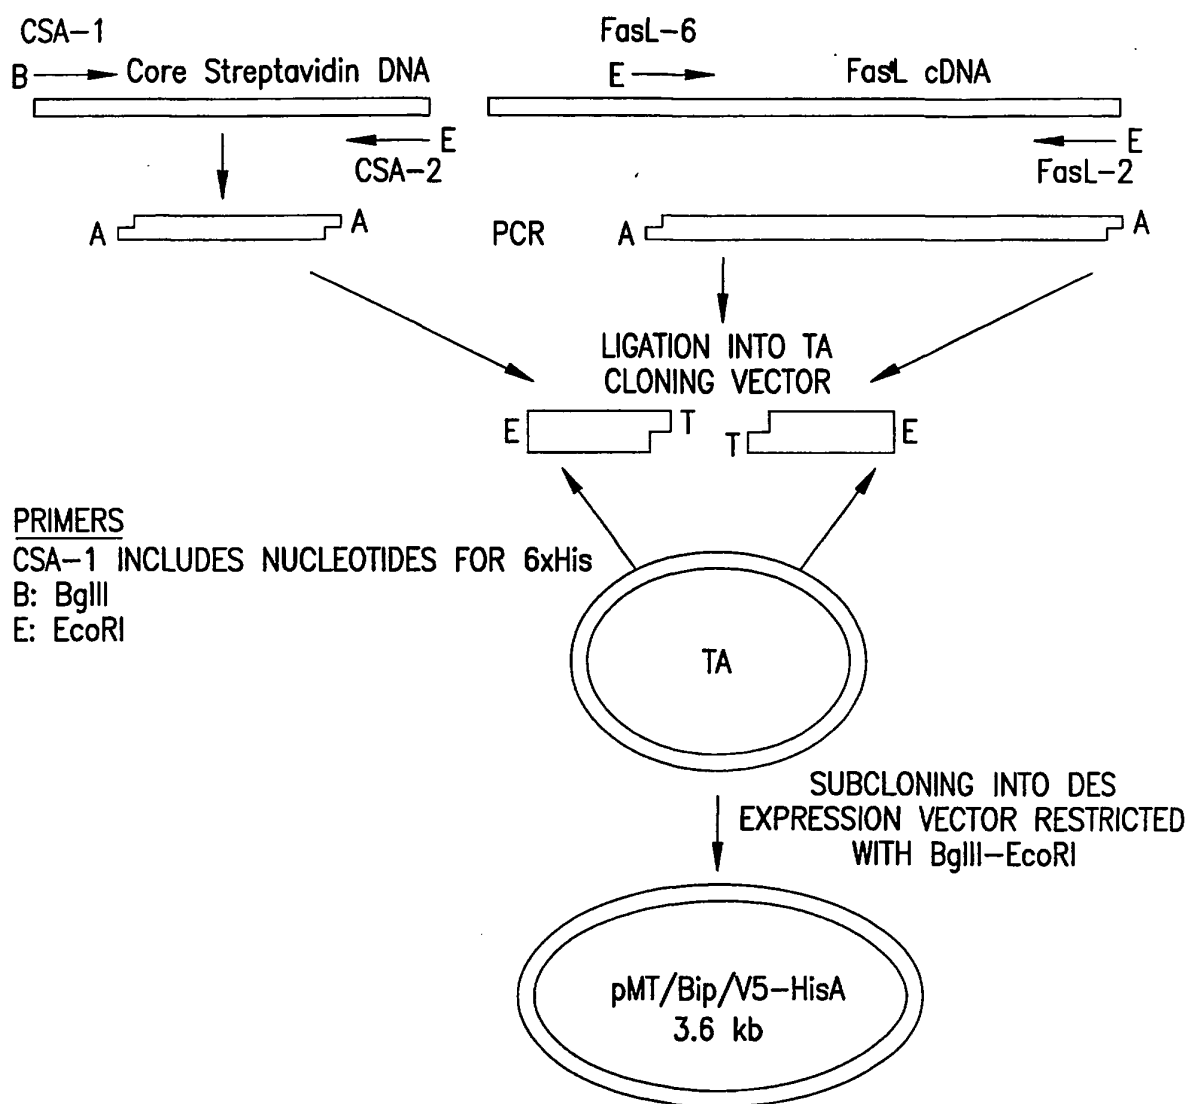 CSA-1
B
Core Streptavidin DNA
E
CSA-2
FasL-6
E
FasL cDNA
E
FasL-2
A
A
PCR
A
A
LIGATION INTO TA
CLONING VECTOR
E
T
T
E
PRIMERS
CSA-1 INCLUDES NUCLEOTIDES FOR 6xHis
B: BglII
E: EcoRI
TA
SUBCLONING INTO DES
EXPRESSION VECTOR RESTRICTED
WITH BglII-EcoRI
pMT/Bip/V5-HisA
3.6 kb